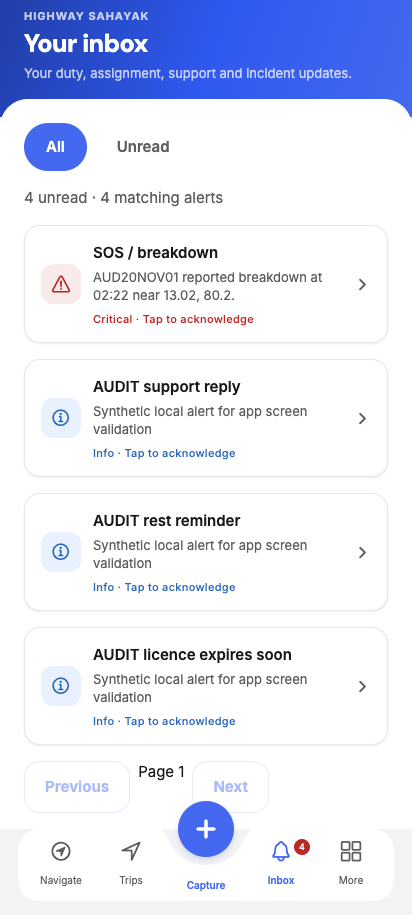 HIGHWAY SAHAYAK
Your inbox
Your duty, assignment, support and incident updates.
All
Unread
4 unread · 4 matching alerts
SOS / breakdown
AUD20NOV01 reported breakdown at
02:22 near 13.02, 80.2.
Critical · Tap to acknowledge
AUDIT support reply
Synthetic local alert for app screen
validation
Info · Tap to acknowledge
AUDIT rest reminder
Synthetic local alert for app screen
validation
Info · Tap to acknowledge
AUDIT licence expires soon
Synthetic local alert for app screen
validation
Info · Tap to acknowledge
Previous
Page 1
Next
4
Navigate
Trips
Capture
Inbox
More